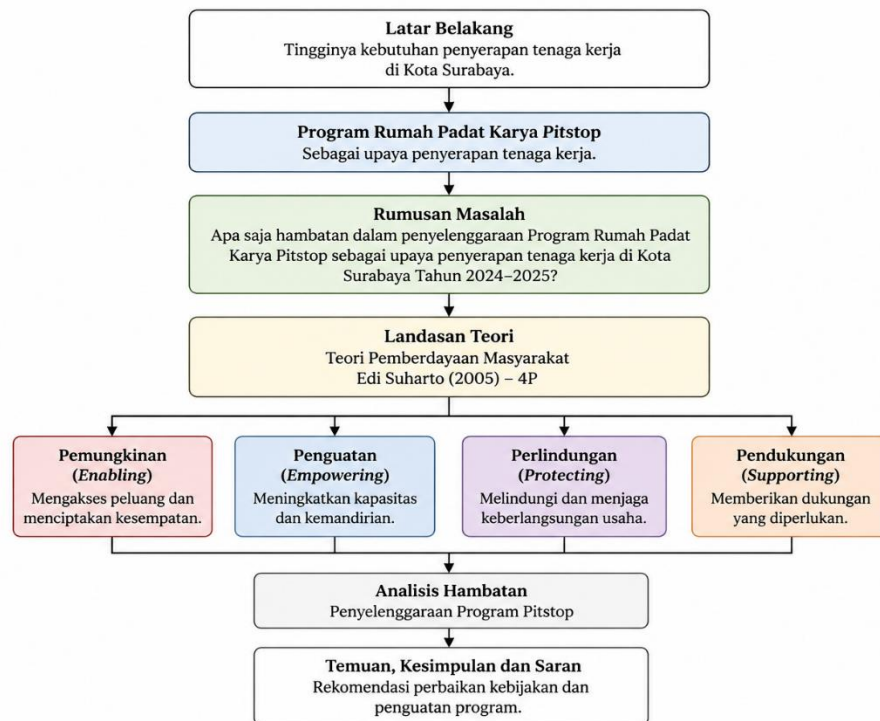 Latar Belakang
Tingginya kebutuhan penyerapan tenaga kerja
di Kota Surabaya.
Program Rumah Padat Karya Pitstop
Sebagai upaya penyerapan tenaga kerja.
Rumusan Masalah
Apa saja hambatan dalam penyelenggaraan Program Rumah Padat
Karya Pitstop sebagai upaya penyerapan tenaga kerja di Kota
Surabaya Tahun 2024–2025?
Landasan Teori
Teori Pemberdayaan Masyarakat
Edi Suharto (2005) – 4P
Pemungkinan
(Enabling)
Mengakses peluang dan
menciptakan kesempatan.
Penguatan
(Empowering)
Meningkatkan kapasitas
dan kemandirian.
Perlindungan
(Protecting)
Melindungi dan menjaga
keberlangsungan usaha.
Pendukungan
(Supporting)
Memberikan dukungan
yang diperlukan.
Analisis Hambatan
Penyelenggaraan Program Pitstop
Temuan, Kesimpulan dan Saran
Rekomendasi perbaikan kebijakan dan
penguatan program.